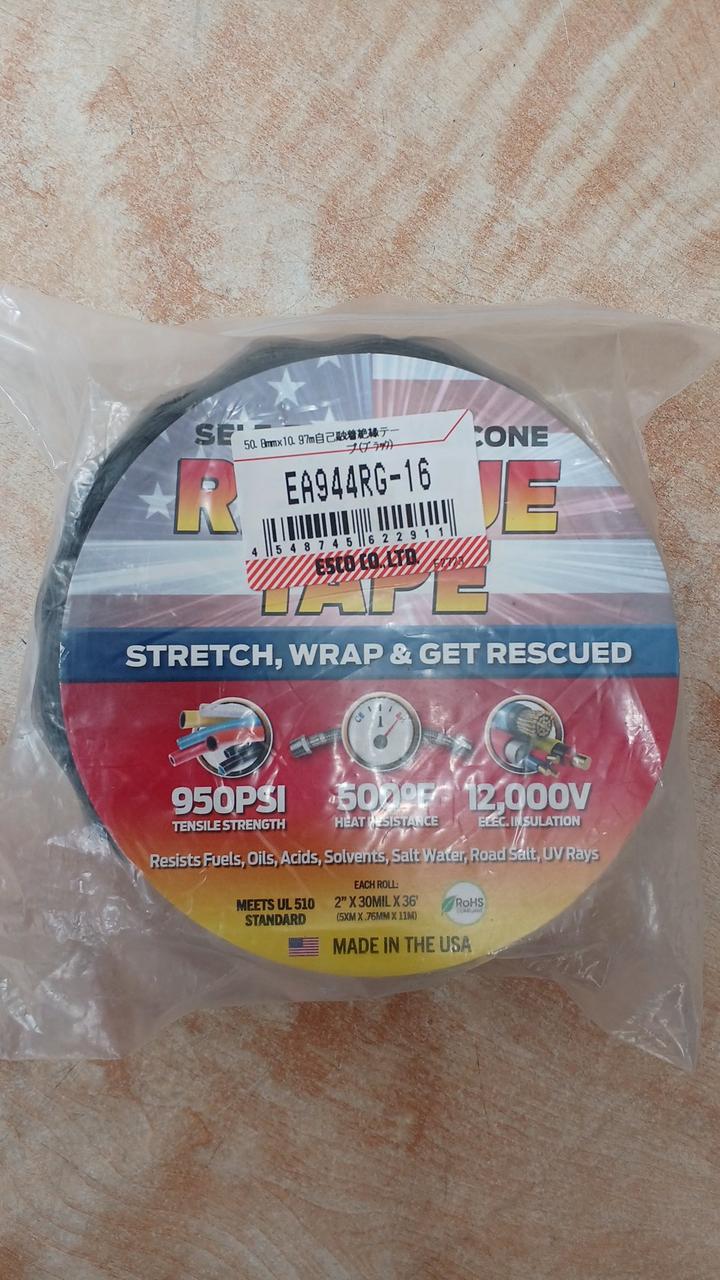 SEL CONE
50.8mm×10.97m自己融着絶縁テー
プ(ブラック)
EA944RG-16
R UE
4 548745 622911
ESCO CO.,LTD.
TAPE
STRETCH, WRAP & GET RESCUED
950PSI 500°F 12,000V
TENSILE STRENGTH HEAT RESISTANCE ELEC. INSULATION
Resists Fuels, Oils, Acids, Solvents, Salt Water, Road Salt, UV Rays
EACH ROLL:
MEETS UL 510 2" X 30MIL X 36' RoHS
STANDARD (5XM X .76MM X 11M) COMPLIANT
MADE IN THE USA